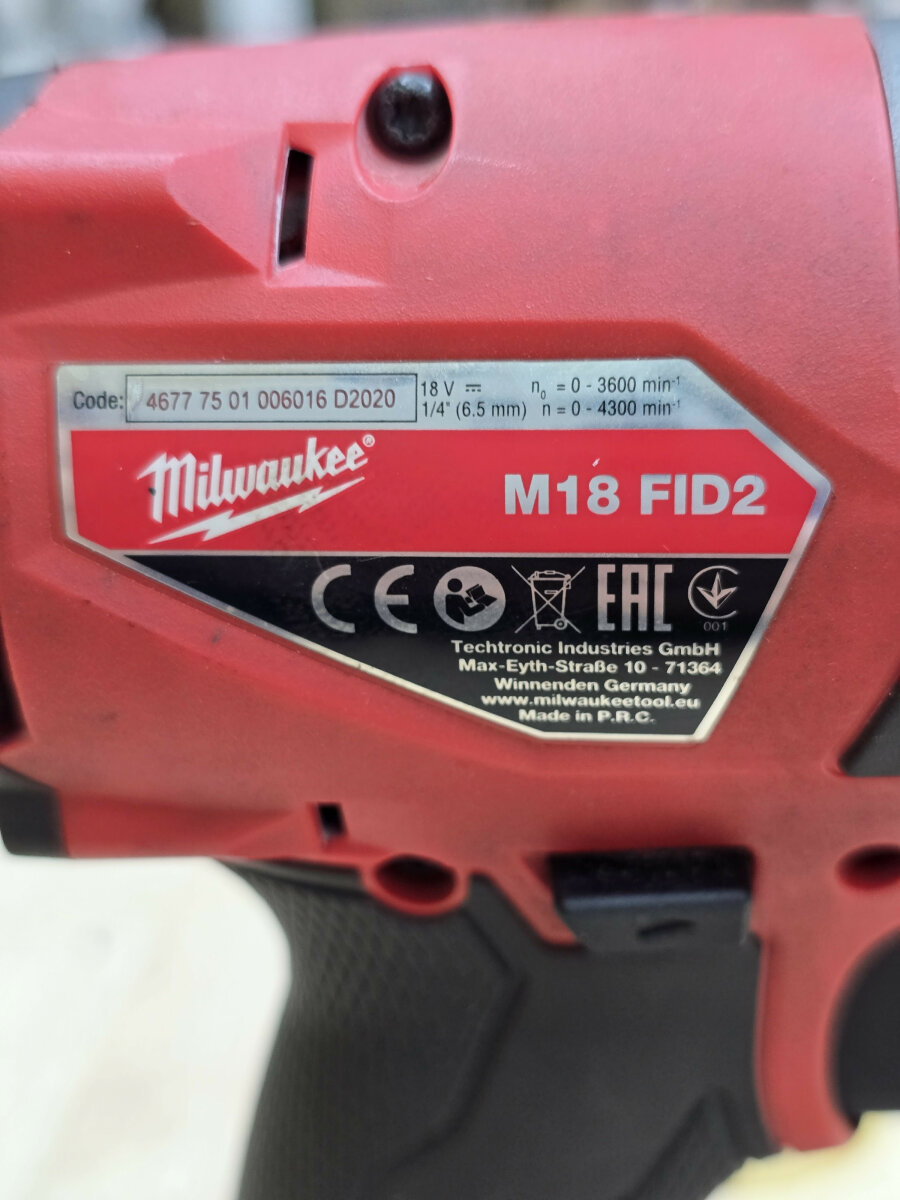 Code: 4677 75 01 006016 D2020
18 V ⎓ n₀ = 0 - 3600 min⁻¹
1/4" (6.5 mm) n = 0 - 4300 min⁻¹
Milwaukee®
M18 FID2
CE EAC
001
Techtronic Industries GmbH
Max-Eyth-Straße 10 - 71364
Winnenden Germany
www.milwaukeetool.eu
Made in P.R.C.